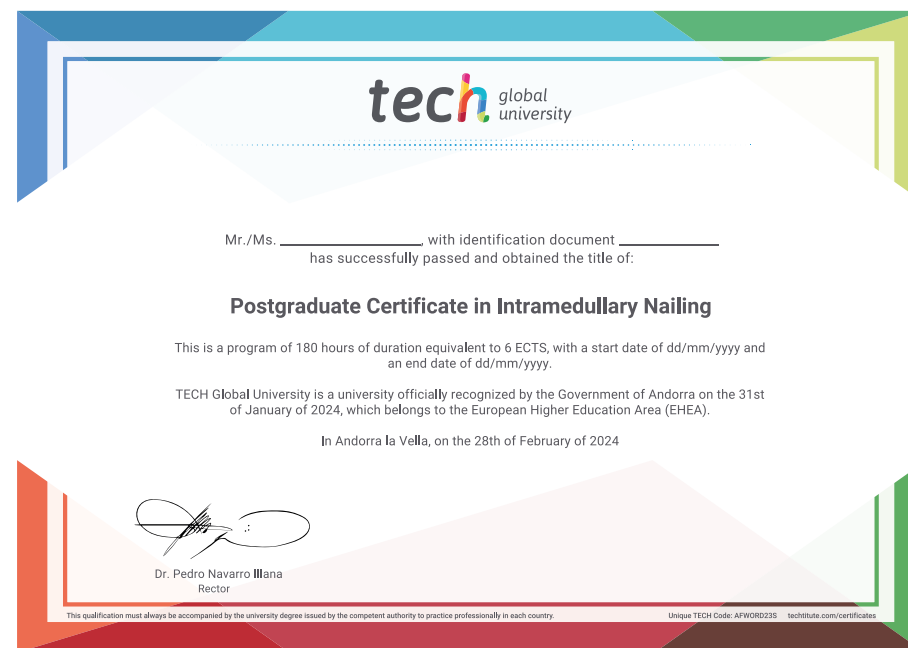 tech global university
Mr./Ms. ____________________, with identification document ______________
has successfully passed and obtained the title of:
Postgraduate Certificate in Intramedullary Nailing
This is a program of 180 hours of duration equivalent to 6 ECTS, with a start date of dd/mm/yyyy and
an end date of dd/mm/yyyy.
TECH Global University is a university officially recognized by the Government of Andorra on the 31st
of January of 2024, which belongs to the European Higher Education Area (EHEA).
In Andorra la Vella, on the 28th of February of 2024
Dr. Pedro Navarro Illana
Rector
This qualification must always be accompanied by the university degree issued by the competent authority to practice professionally in each country.
Unique TECH Code: AFWORD23S techtitute.com/certificates